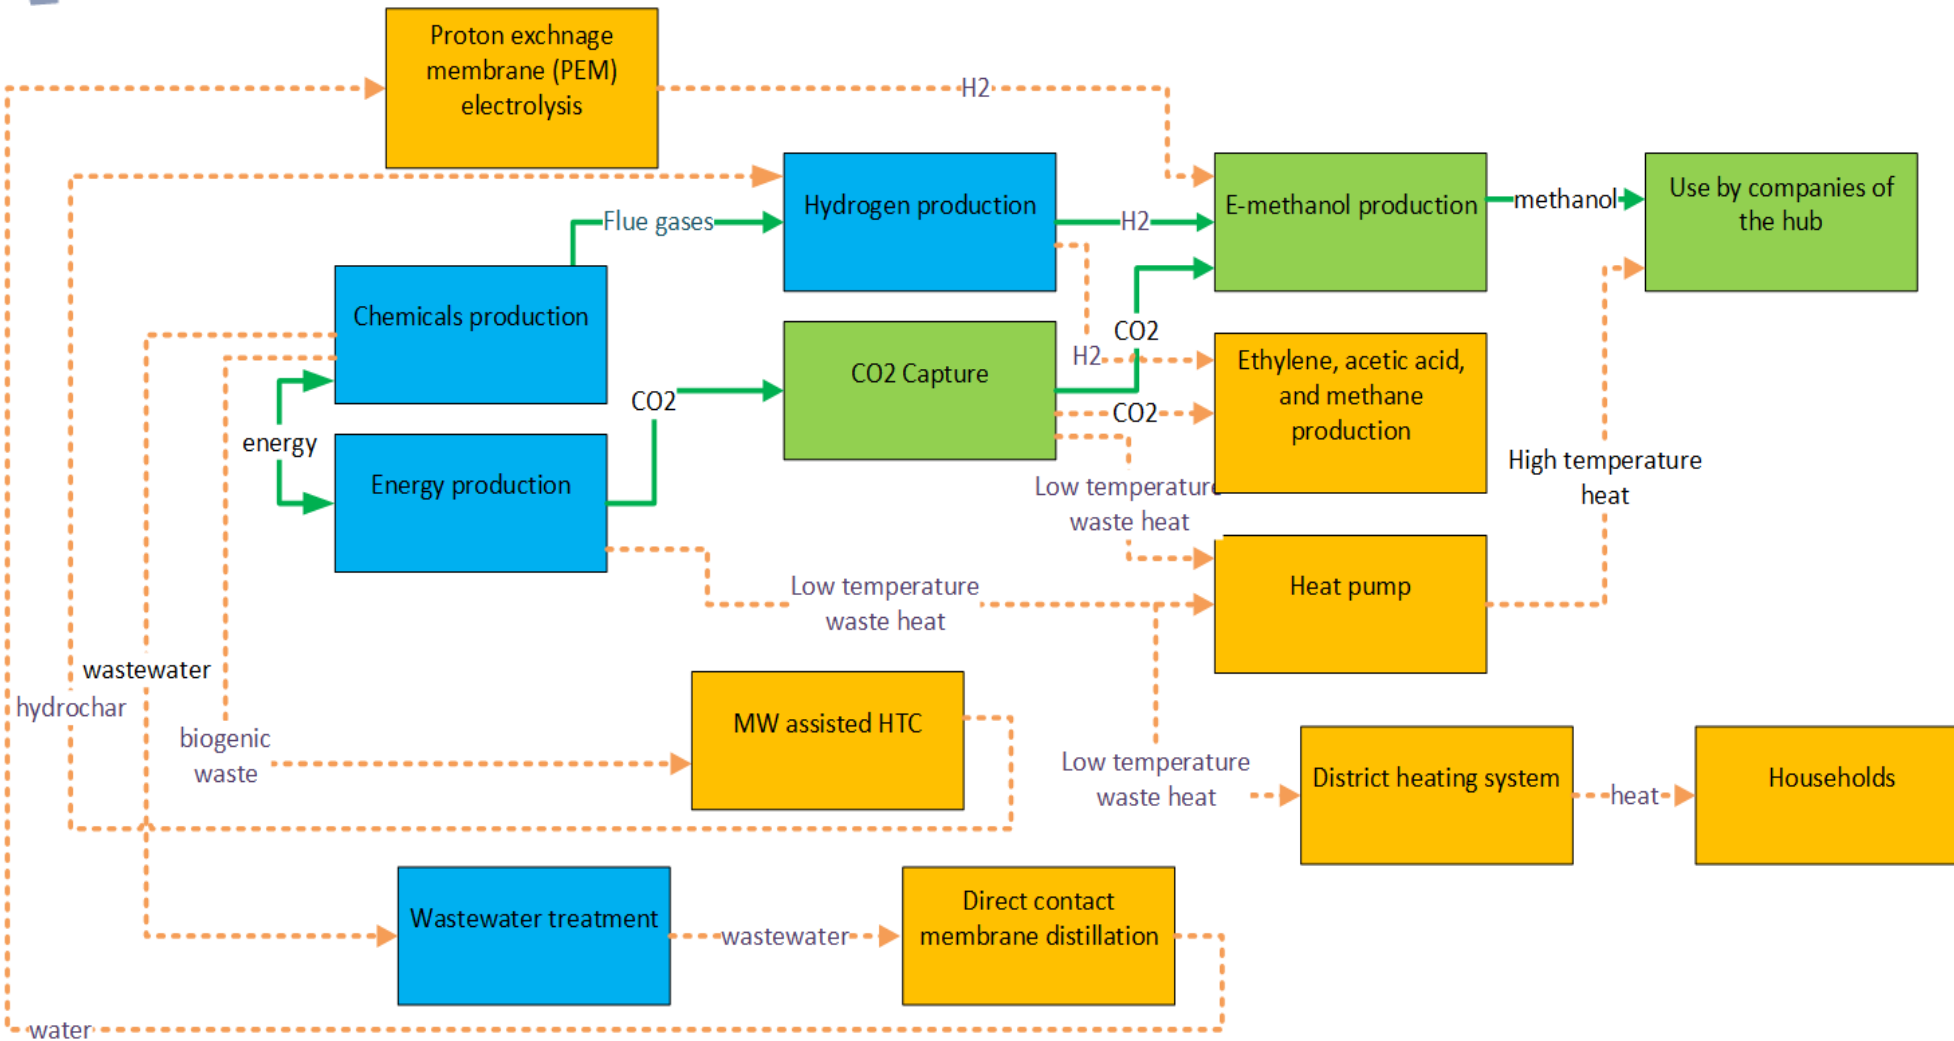 Proton exchnage
membrane (PEM)
electrolysis
H2
Hydrogen production
E-methanol production
methanol
Use by companies of
the hub
Flue gases
H2
Chemicals production
CO2
H2
Ethylene, acetic acid,
and methane
production
CO2 Capture
CO2
CO2
energy
Energy production
High temperature
heat
Low temperature
waste heat
Low temperature
waste heat
Heat pump
wastewater
hydrochar
biogenic
waste
MW assisted HTC
Low temperature
waste heat
District heating system
heat
Households
Wastewater treatment
wastewater
Direct contact
membrane distillation
water